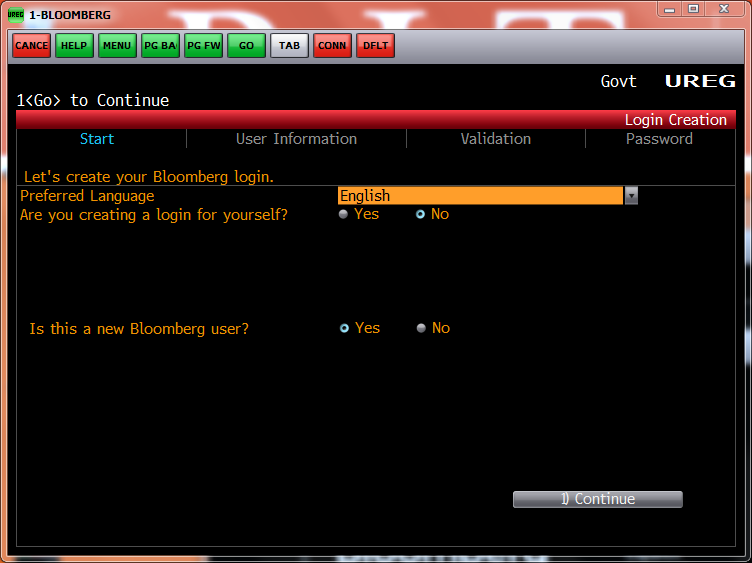 UREG 1-BLOOMBERG
CANCE HELP MENU PG BA PG FW GO TAB CONN DFLT
Govt UREG
1<Go> to Continue
Login Creation
Start User Information Validation Password
Let's create your Bloomberg login.
Preferred Language English
Are you creating a login for yourself? Yes No
Is this a new Bloomberg user? Yes No
1) Continue